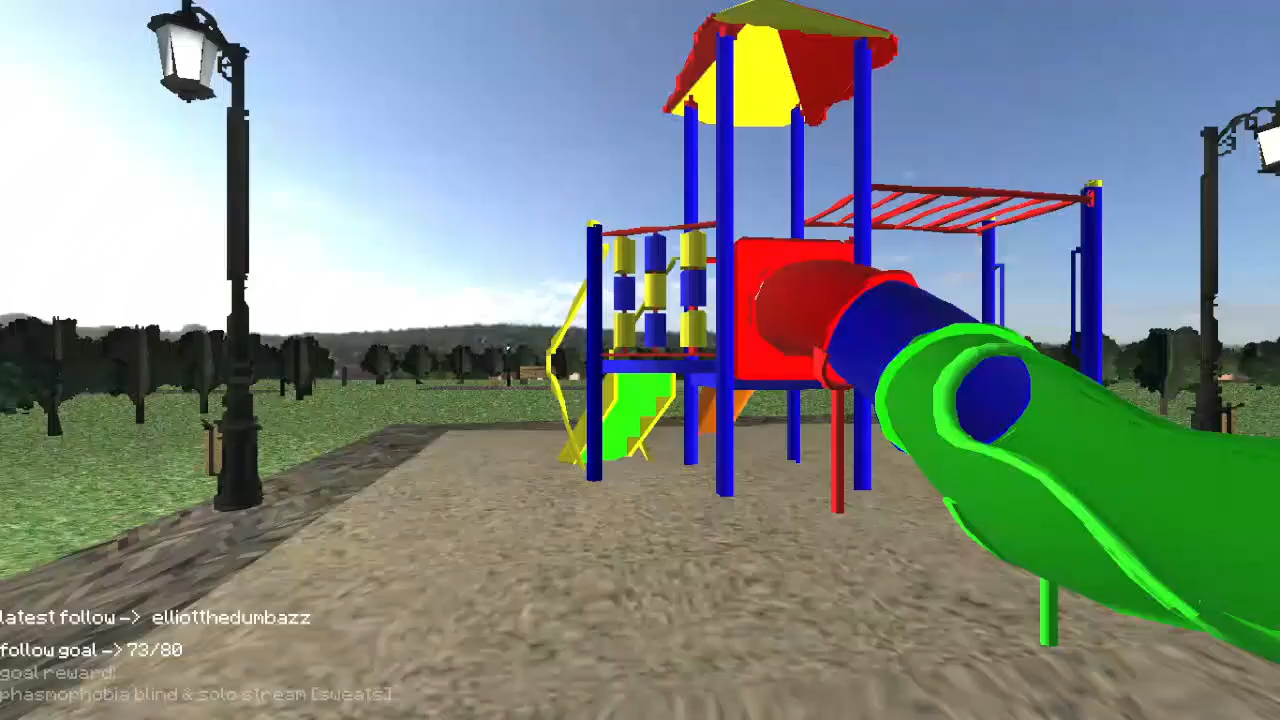 latest follow -> elliotthedumbazz
follow goal -> 73/80
goal reward:
phasmophobia blind & solo stream [sweats]